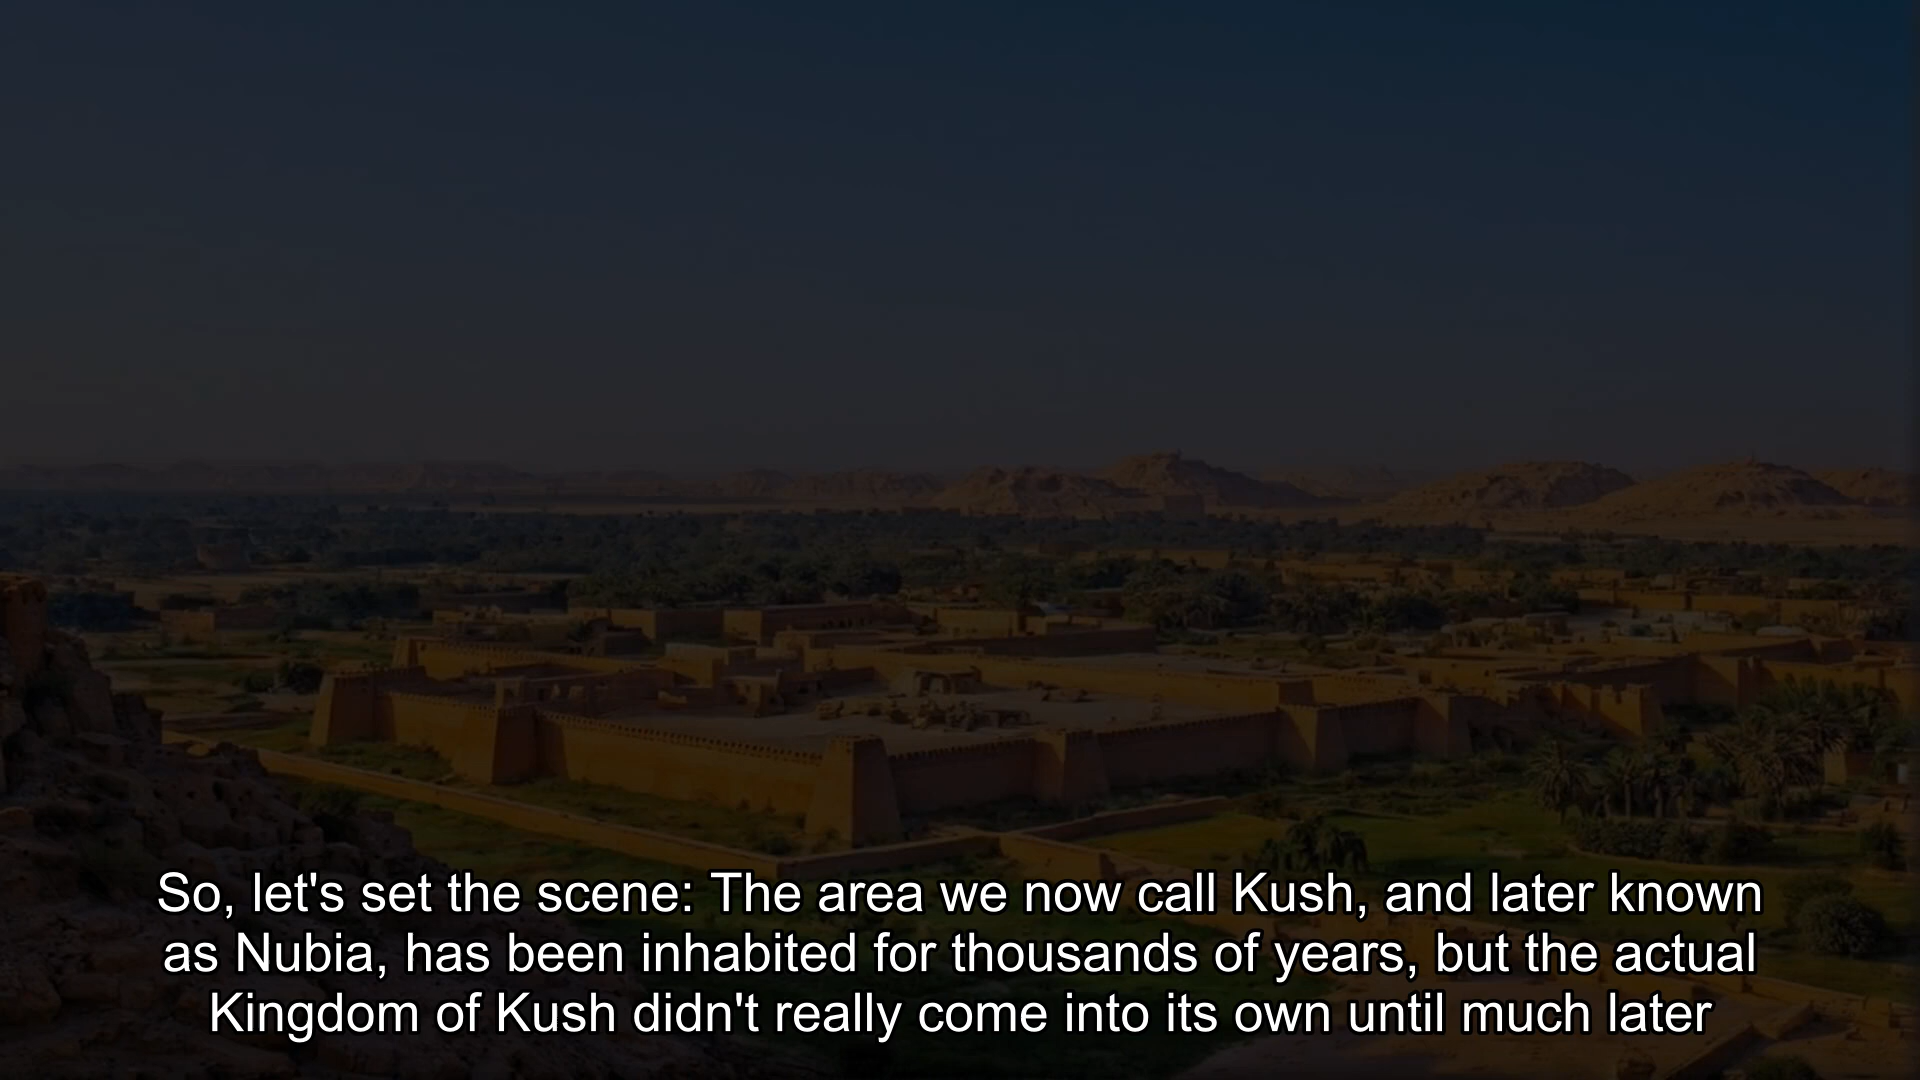 So, let's set the scene: The area we now call Kush, and later known
as Nubia, has been inhabited for thousands of years, but the actual
Kingdom of Kush didn't really come into its own until much later